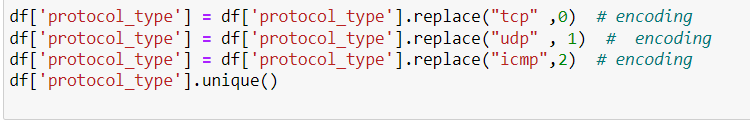 df['protocol_type'] = df['protocol_type'].replace("tcp" ,0)  # encoding
df['protocol_type'] = df['protocol_type'].replace("udp" , 1)  #  encoding
df['protocol_type'] = df['protocol_type'].replace("icmp",2)  # encoding
df['protocol_type'].unique()